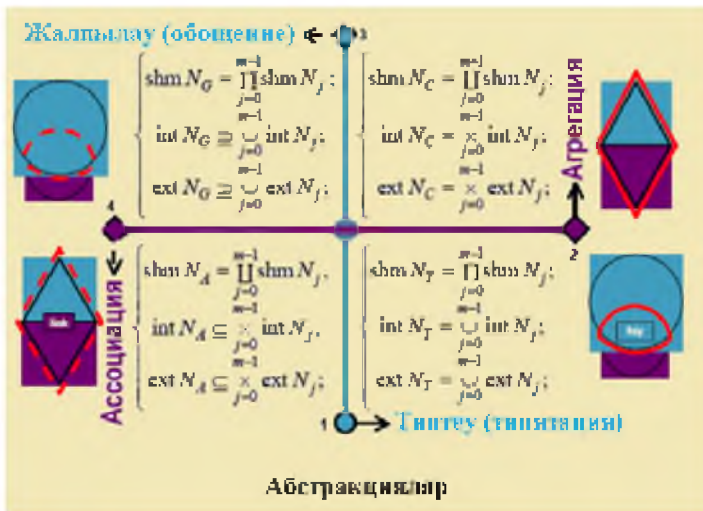 Жалпылау (обощение) 3
shm N_G = ∏_{j=0}^{m-1} shm N_j ;
int N_G ⊇ ∪_{j=0}^{m-1} int N_j;
ext N_G ⊇ ∪_{j=0}^{m-1} ext N_j;
shm N_C = ∐_{j=0}^{m-1} shm N_j;
int N_C = ×_{j=0}^{m-1} int N_j;
ext N_C = ×_{j=0}^{m-1} ext N_j;
Агрегация
4
2
Ассоциация
shm N_A = ∐_{j=0}^{m-1} shm N_j,
int N_A ⊆ ×_{j=0}^{m-1} int N_j,
ext N_A ⊆ ×_{j=0}^{m-1} ext N_j;
shm N_T = ∏_{j=0}^{m-1} shm N_j;
int N_T = ∪_{j=0}^{m-1} int N_j;
ext N_T = ∪_{j=0}^{m-1} ext N_j;
1 Типтеу (типизация)
Абстракциялар